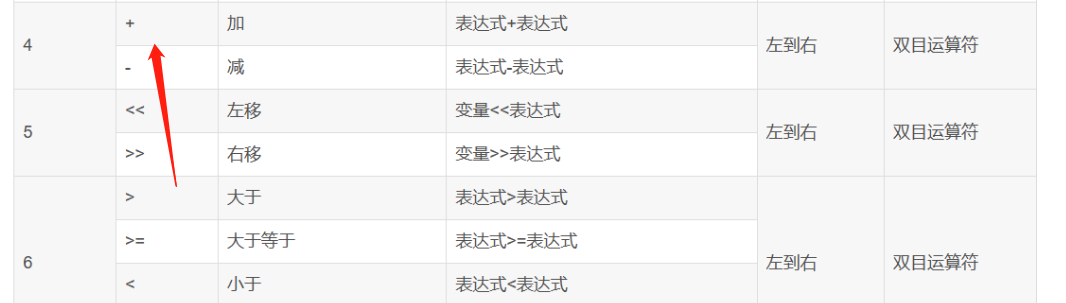 4 + 加 表达式+表达式 左到右 双目运算符
- 减 表达式-表达式
5 << 左移 变量<<表达式 左到右 双目运算符
>> 右移 变量>>表达式
6 > 大于 表达式>表达式 左到右 双目运算符
>= 大于等于 表达式>=表达式
< 小于 表达式<表达式